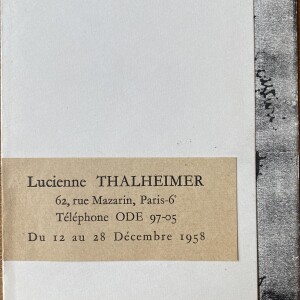 Lucienne THALHEIMER
62, rue Mazarin, Paris-6ᵉ
Téléphone ODE 97-05
Du 12 au 28 Décembre 1958